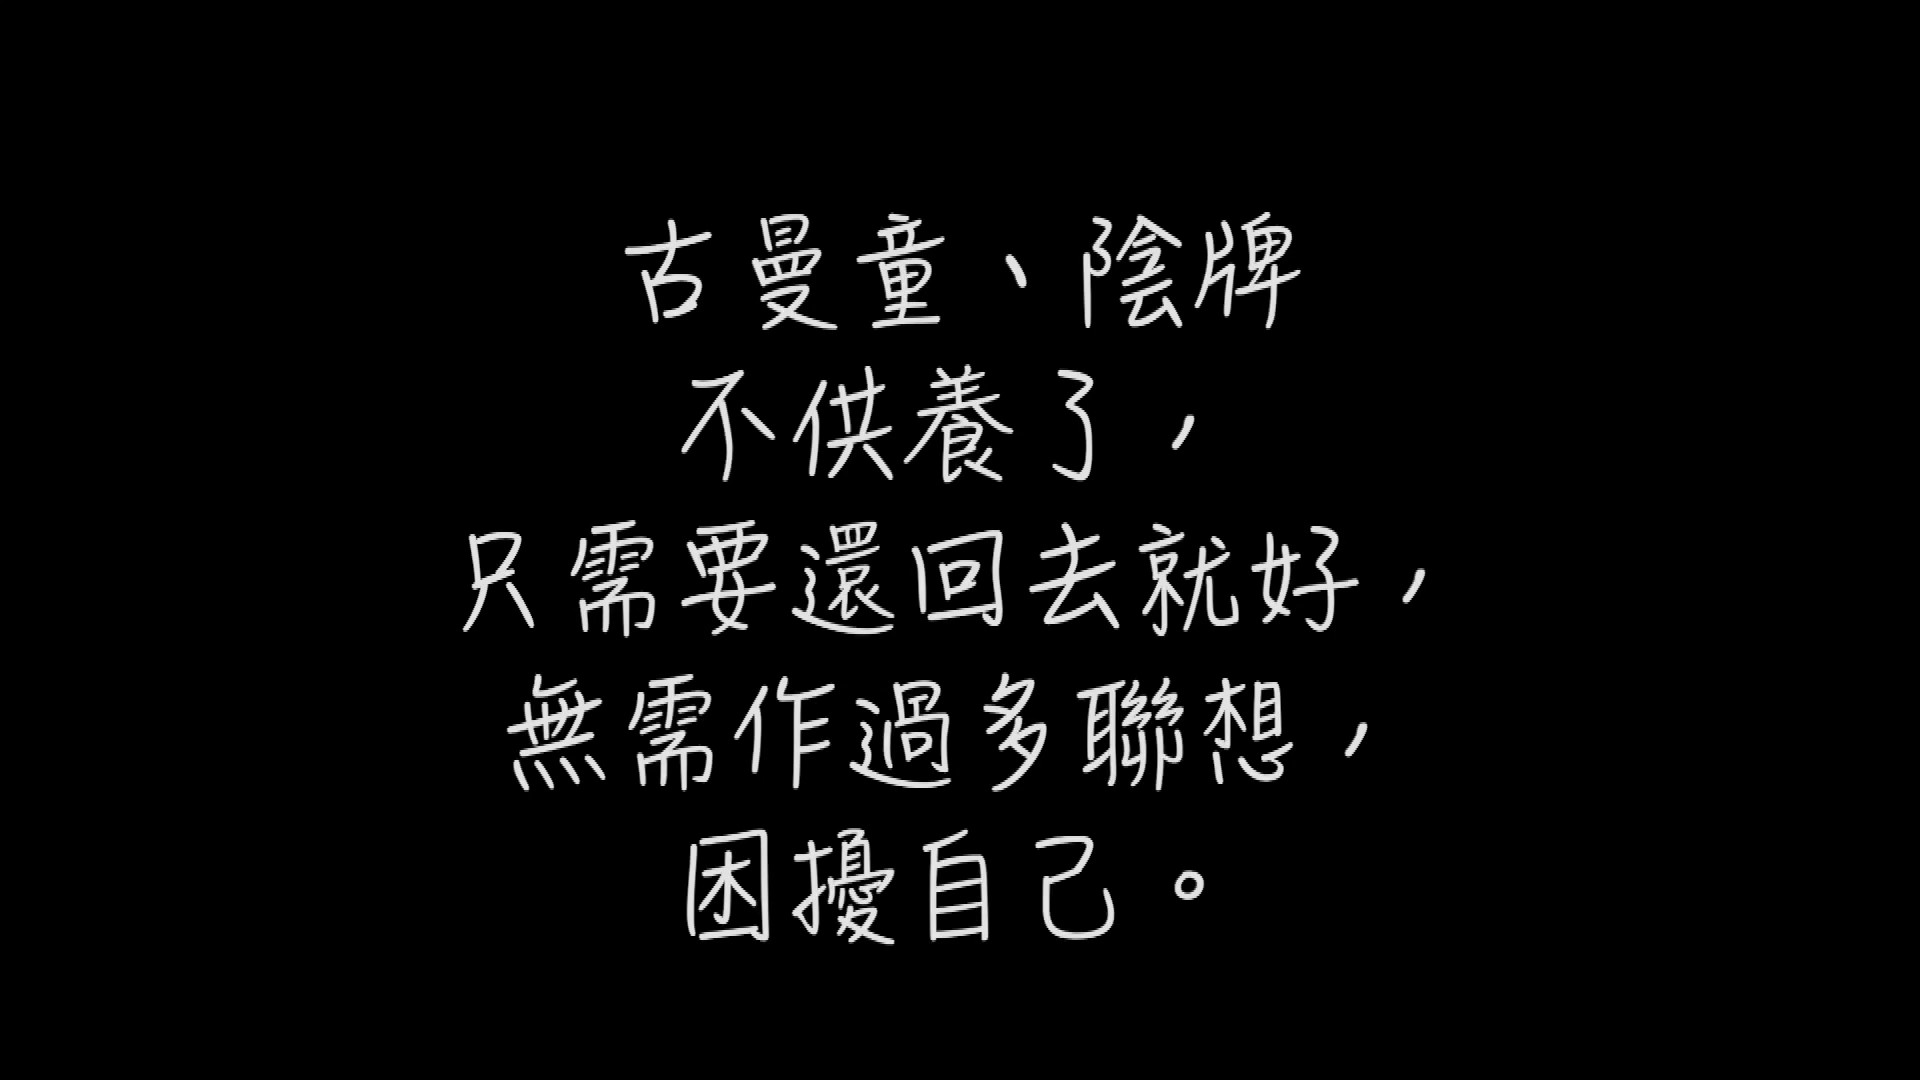 古曼童、陰牌
不供養了，
只需要還回去就好，
無需作過多聯想，
困擾自己。